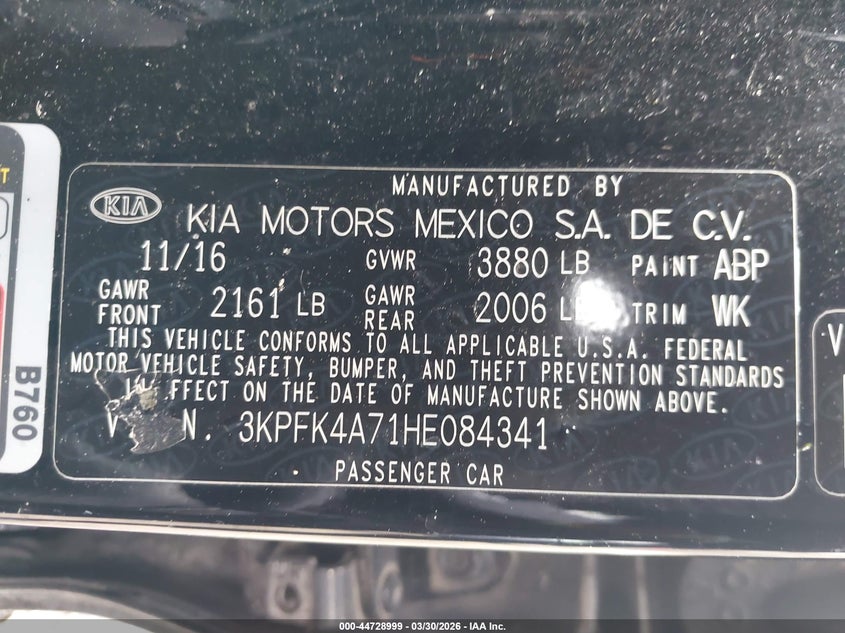 MANUFACTURED BY
KIA KIA MOTORS MEXICO S.A. DE C.V.
11/16 GVWR 3880 LB PAINT ABP
GAWR FRONT 2161 LB GAWR REAR 2006 TRIM WK
THIS VEHICLE CONFORMS TO ALL APPLICABLE U.S.A. FEDERAL
MOTOR VEHICLE SAFETY, BUMPER, AND THEFT PREVENTION STANDARDS
EFFECT ON THE DATE OF MANUFACTURE SHOWN ABOVE.
V N. 3KPFK4A71HE084341
PASSENGER CAR
B760
T
V
000-44728999 — 03/30/2026 — IAA Inc.